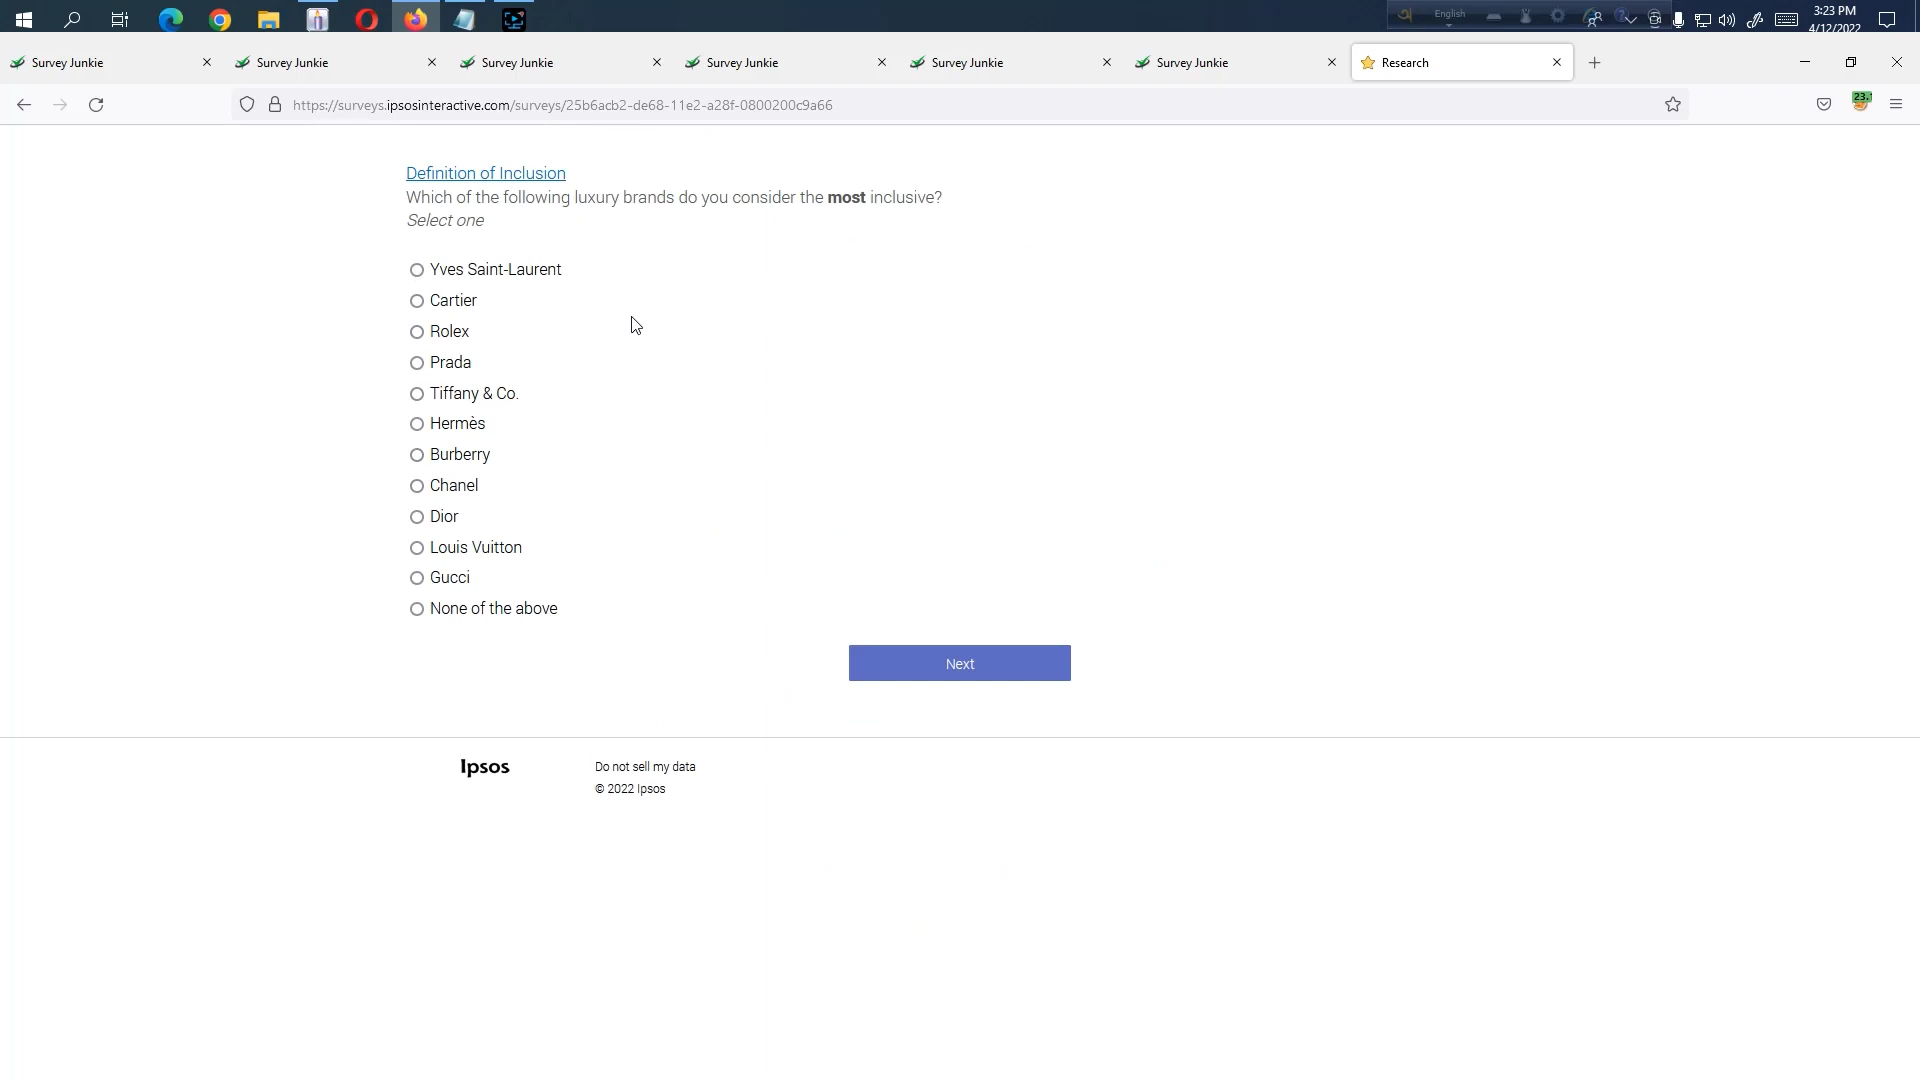 English
3:23 PM
4/12/2022
Survey Junkie
Survey Junkie
Survey Junkie
Survey Junkie
Survey Junkie
Survey Junkie
Research
https://surveys.ipsosinteractive.com/surveys/25b6acb2-de68-11e2-a28f-0800200c9a66
Definition of Inclusion
Which of the following luxury brands do you consider the most inclusive?
Select one
Yves Saint-Laurent
Cartier
Rolex
Prada
Tiffany & Co.
Hermès
Burberry
Chanel
Dior
Louis Vuitton
Gucci
None of the above
Next
Ipsos
Do not sell my data
© 2022 Ipsos